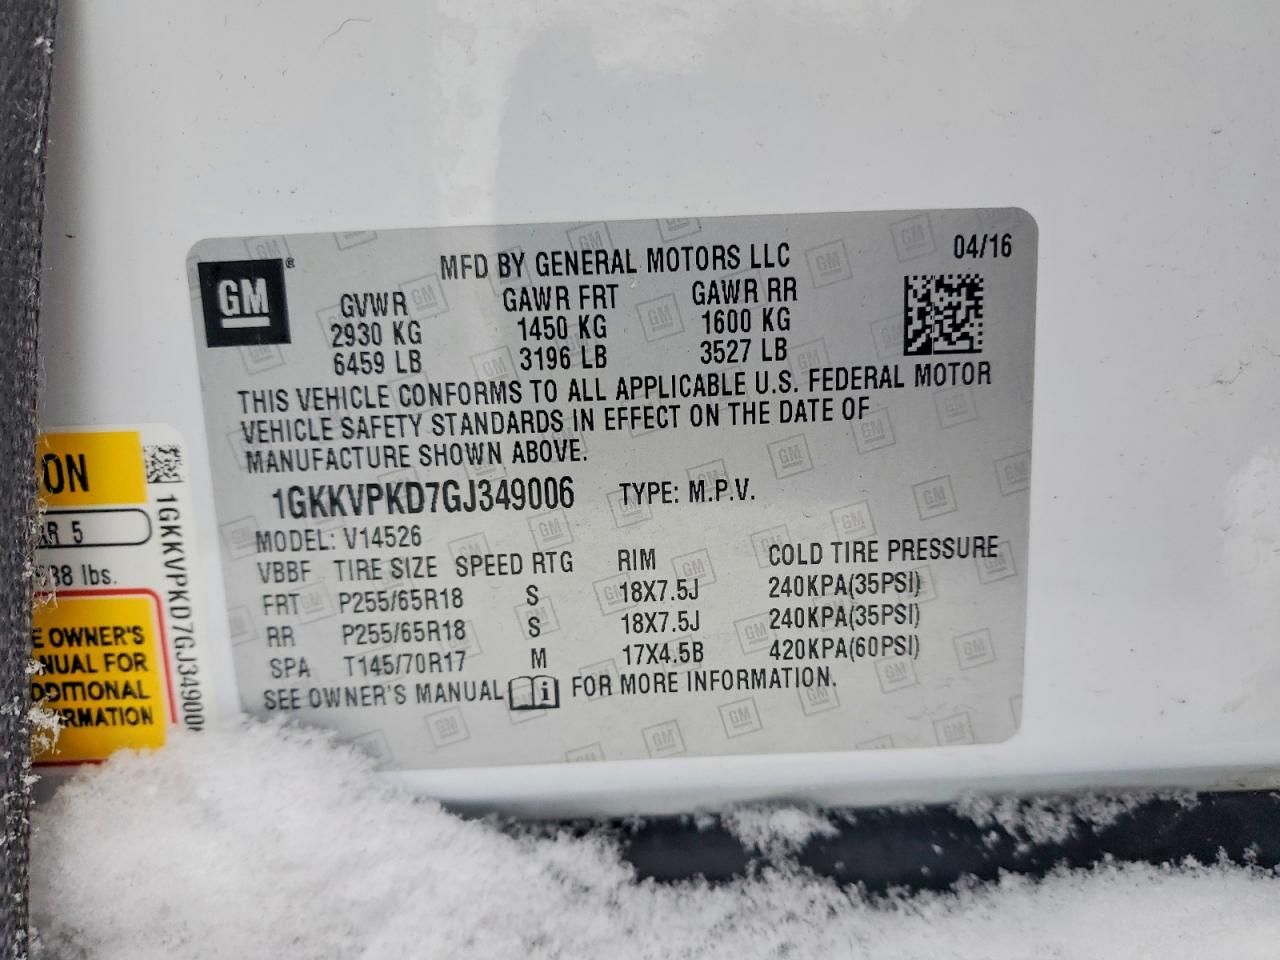 GM
MFD BY GENERAL MOTORS LLC 04/16
GVWR GAWR FRT GAWR RR
2930 KG 1450 KG 1600 KG
6459 LB 3196 LB 3527 LB
THIS VEHICLE CONFORMS TO ALL APPLICABLE U.S. FEDERAL MOTOR
VEHICLE SAFETY STANDARDS IN EFFECT ON THE DATE OF
MANUFACTURE SHOWN ABOVE.
1GKKVPKD7GJ349006 TYPE: M.P.V.
MODEL: V14526
VBBF TIRE SIZE SPEED RTG RIM COLD TIRE PRESSURE
FRT P255/65R18 S 18X7.5J 240KPA(35PSI)
RR P255/65R18 S 18X7.5J 240KPA(35PSI)
SPA T145/70R17 M 17X4.5B 420KPA(60PSI)
SEE OWNER'S MANUAL FOR MORE INFORMATION.
ON
AR 5
lbs.
E OWNER'S
NUAL FOR
DDITIONAL
ORMATION
1GKKVPKD7GJ34900